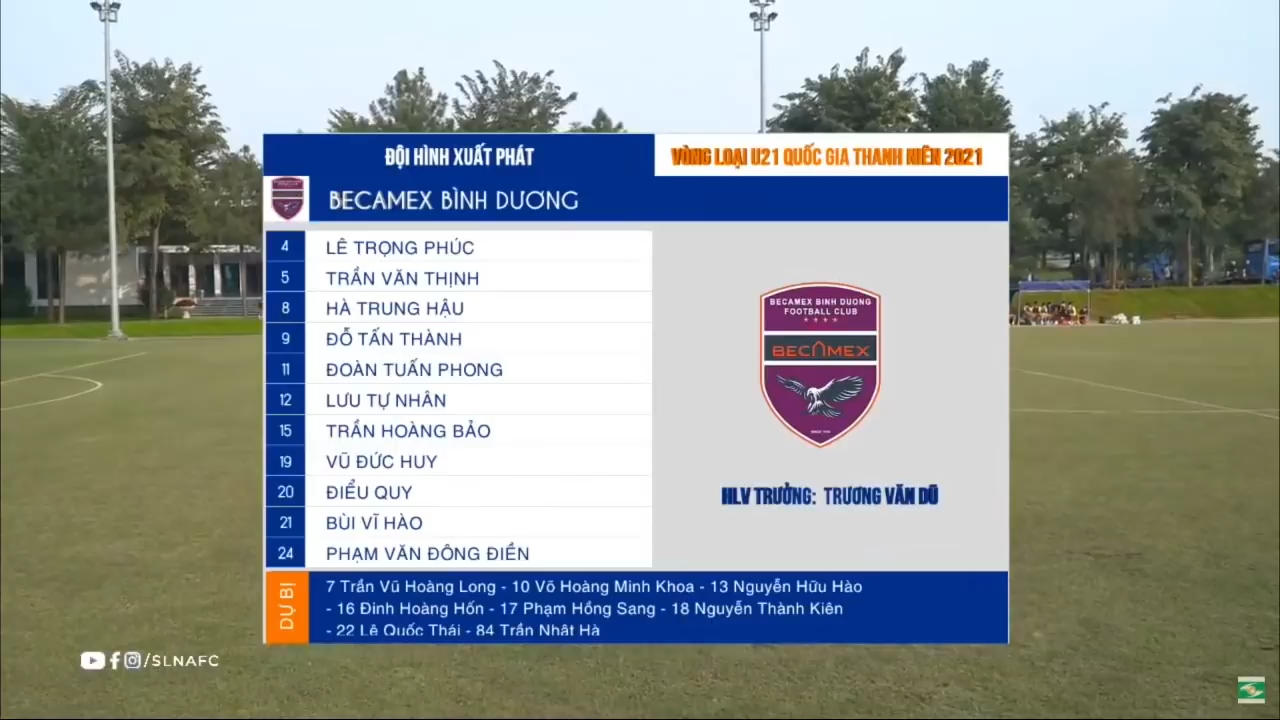 ĐỘI HÌNH XUẤT PHÁT
VÒNG LOẠI U21 QUỐC GIA THANH NIÊN 2021
BECAMEX BÌNH DƯƠNG
4 LÊ TRỌNG PHÚC
5 TRẦN VĂN THỊNH
8 HÀ TRUNG HẬU
9 ĐỖ TẤN THÀNH
11 ĐOÀN TUẤN PHONG
12 LƯU TỰ NHÂN
15 TRẦN HOÀNG BẢO
19 VŨ ĐỨC HUY
20 ĐIỂU QUY
21 BÙI VĨ HÀO
24 PHẠM VĂN ĐÔNG ĐIỀN
BECAMEX BINH DUONG
FOOTBALL CLUB
BECAMEX
HLV TRƯỞNG: TRƯƠNG VĂN DŨ
DỰ BỊ
7 Trần Vũ Hoàng Long - 10 Võ Hoàng Minh Khoa - 13 Nguyễn Hữu Hào
- 16 Đinh Hoàng Hốn - 17 Phạm Hồng Sang - 18 Nguyễn Thành Kiên
- 22 Lê Quốc Thái - 84 Trần Nhật Hà
/SLNAFC